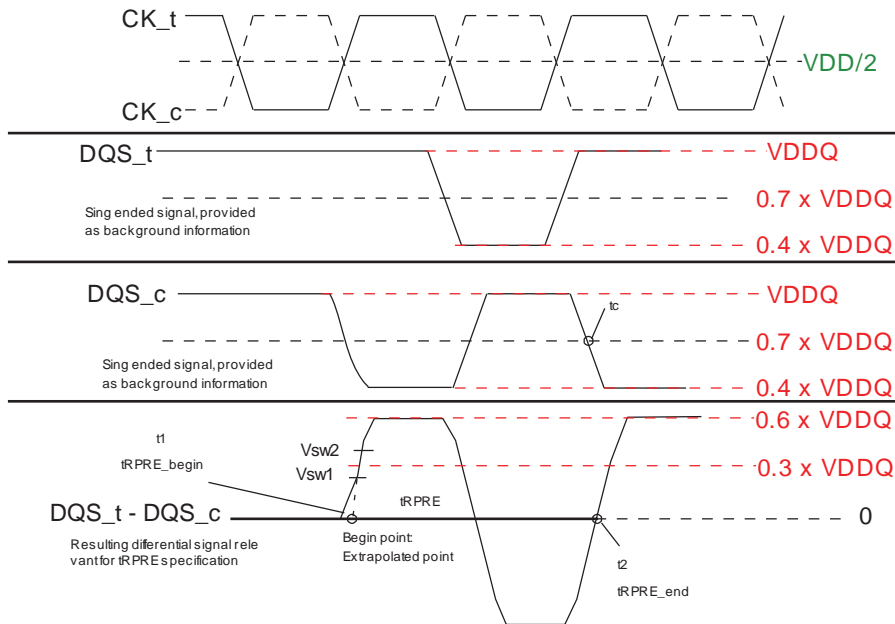 CK_t
VDD/2
CK_c
DQS_t
VDDQ
0.7 x VDDQ
Sing ended signal, provided
as background information
0.4 x VDDQ
DQS_c
VDDQ
tc
0.7 x VDDQ
Sing ended signal, provided
as background information
0.4 x VDDQ
0.6 x VDDQ
t1
Vsw2
tRPRE_begin
Vsw1
0.3 x VDDQ
tRPRE
DQS_t - DQS_c
0
Resulting diferential signal rele
vant for tRPRE specification
Begin point:
Extrapolated point
t2
tRPRE_end